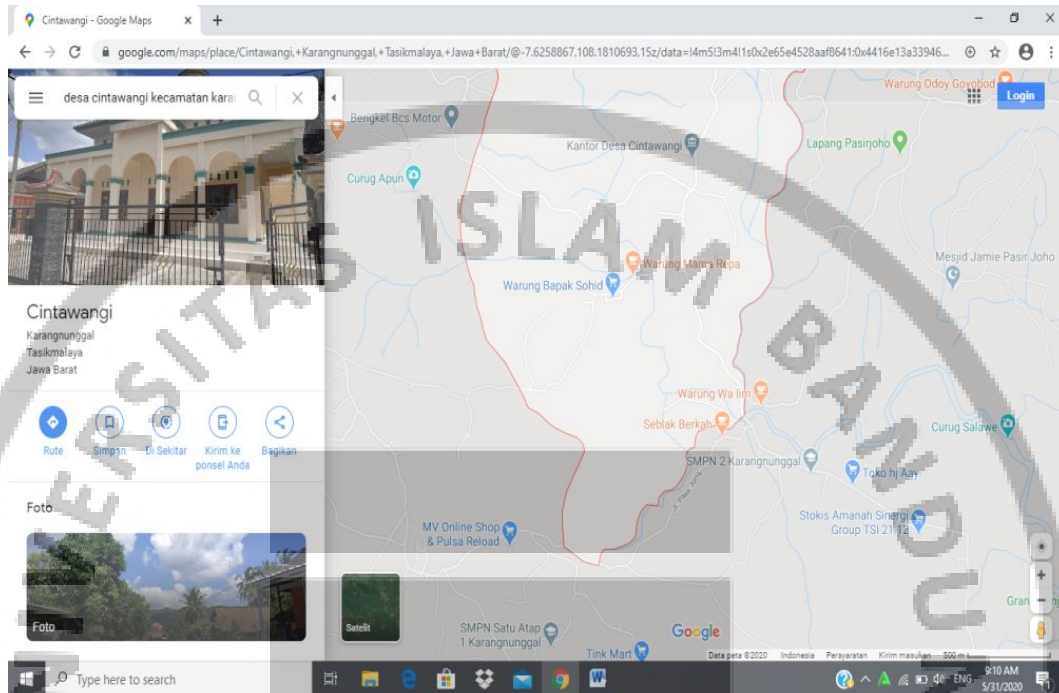 Cintawangi - Google Maps
google.com/maps/place/Cintawangi,+Karangnunggal,+Tasikmalaya,+Jawa+Barat/@-7.6258867,108.1810693,15z/data=!4m5!3m4!1s0x2e65e4528aaf8641:0x4416e13a33946...
desa cintawangi kecamatan karan
Login
Cintawangi
Karangnunggal
Tasikmalaya
Jawa Barat
Rute
Simpan
Di Sekitar
Kirim ke
ponsel Anda
Bagikan
Foto
Foto
Satelit
Warung Odoy Govobod
Bengkel Bcs Motor
Kantor Desa Cintawangi
Lapang Pasirjoho
Curug Apun
Mesjid Jamie Pasir Joho
Warung Mama Repa
Warung Bapak Sohid
Warung Wa Iim
Seblak Berkah
Curug Salawe
SMPN 2 Karangnunggal
Toko hj Aay
Stokis Amanah Sinergi
Group TSI 21 12
MV Online Shop
& Pulsa Reload
SMPN Satu Atap
1 Karangnunggal
Tink Mart
Google
Data peta ©2020 Indonesia Persyaratan Kirim masukan 500 m
Type here to search
ENG
9:10 AM
5/31/2020
ERSITAS ISLAM BANDU